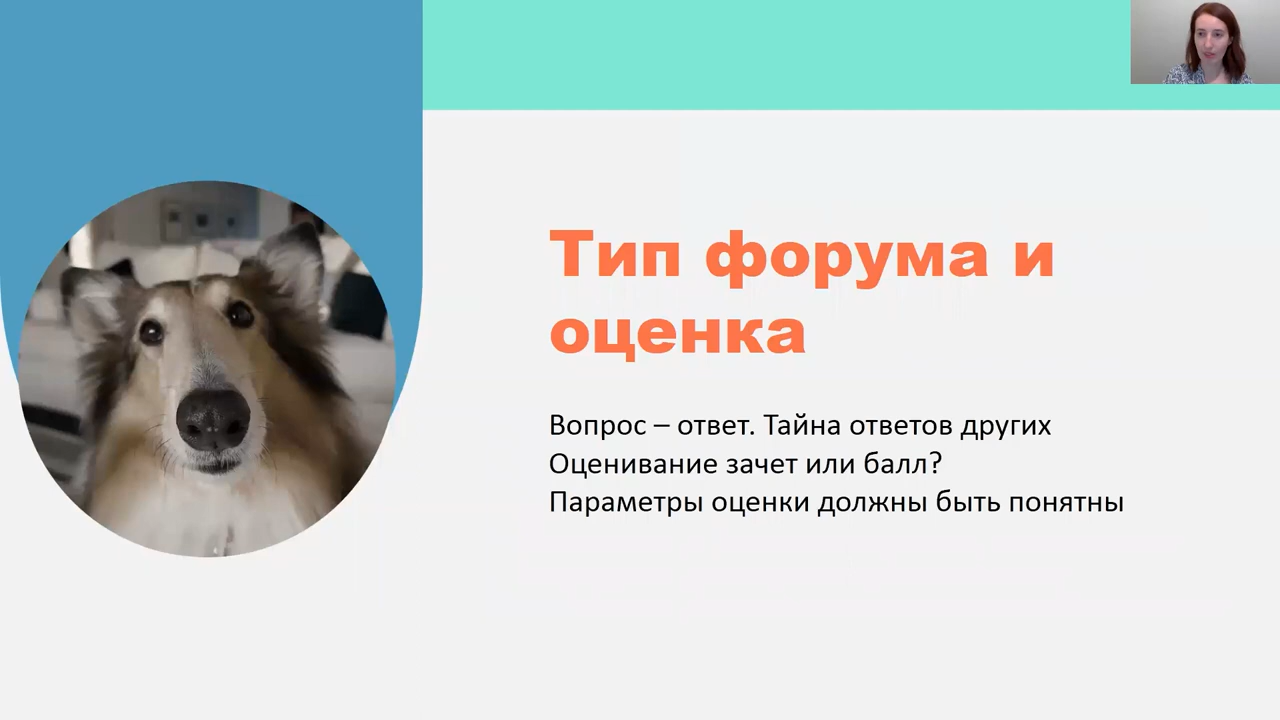 Тип форума и
оценка
Вопрос – ответ. Тайна ответов других
Оценивание зачет или балл?
Параметры оценки должны быть понятны